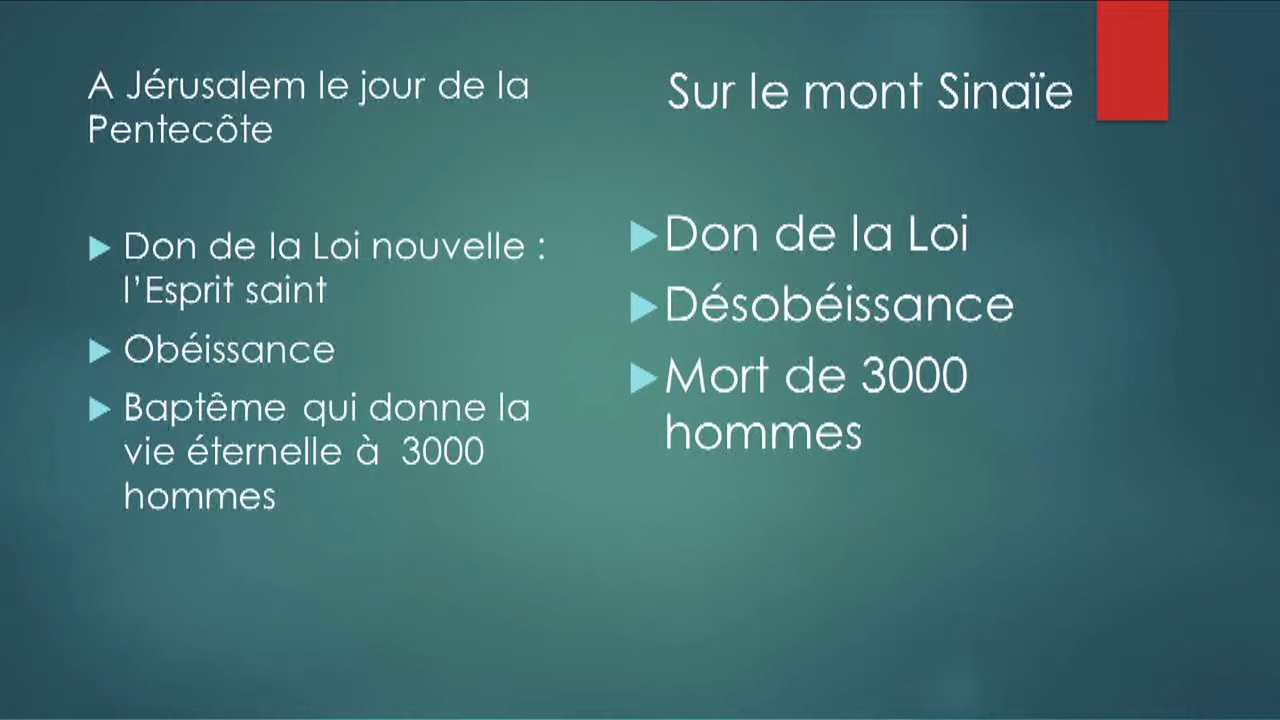 A Jérusalem le jour de la
Pentecôte
Don de la Loi nouvelle :
l’Esprit saint
Obéissance
Baptême qui donne la
vie éternelle à 3000
hommes
Sur le mont Sinaïe
Don de la Loi
Désobéissance
Mort de 3000
hommes